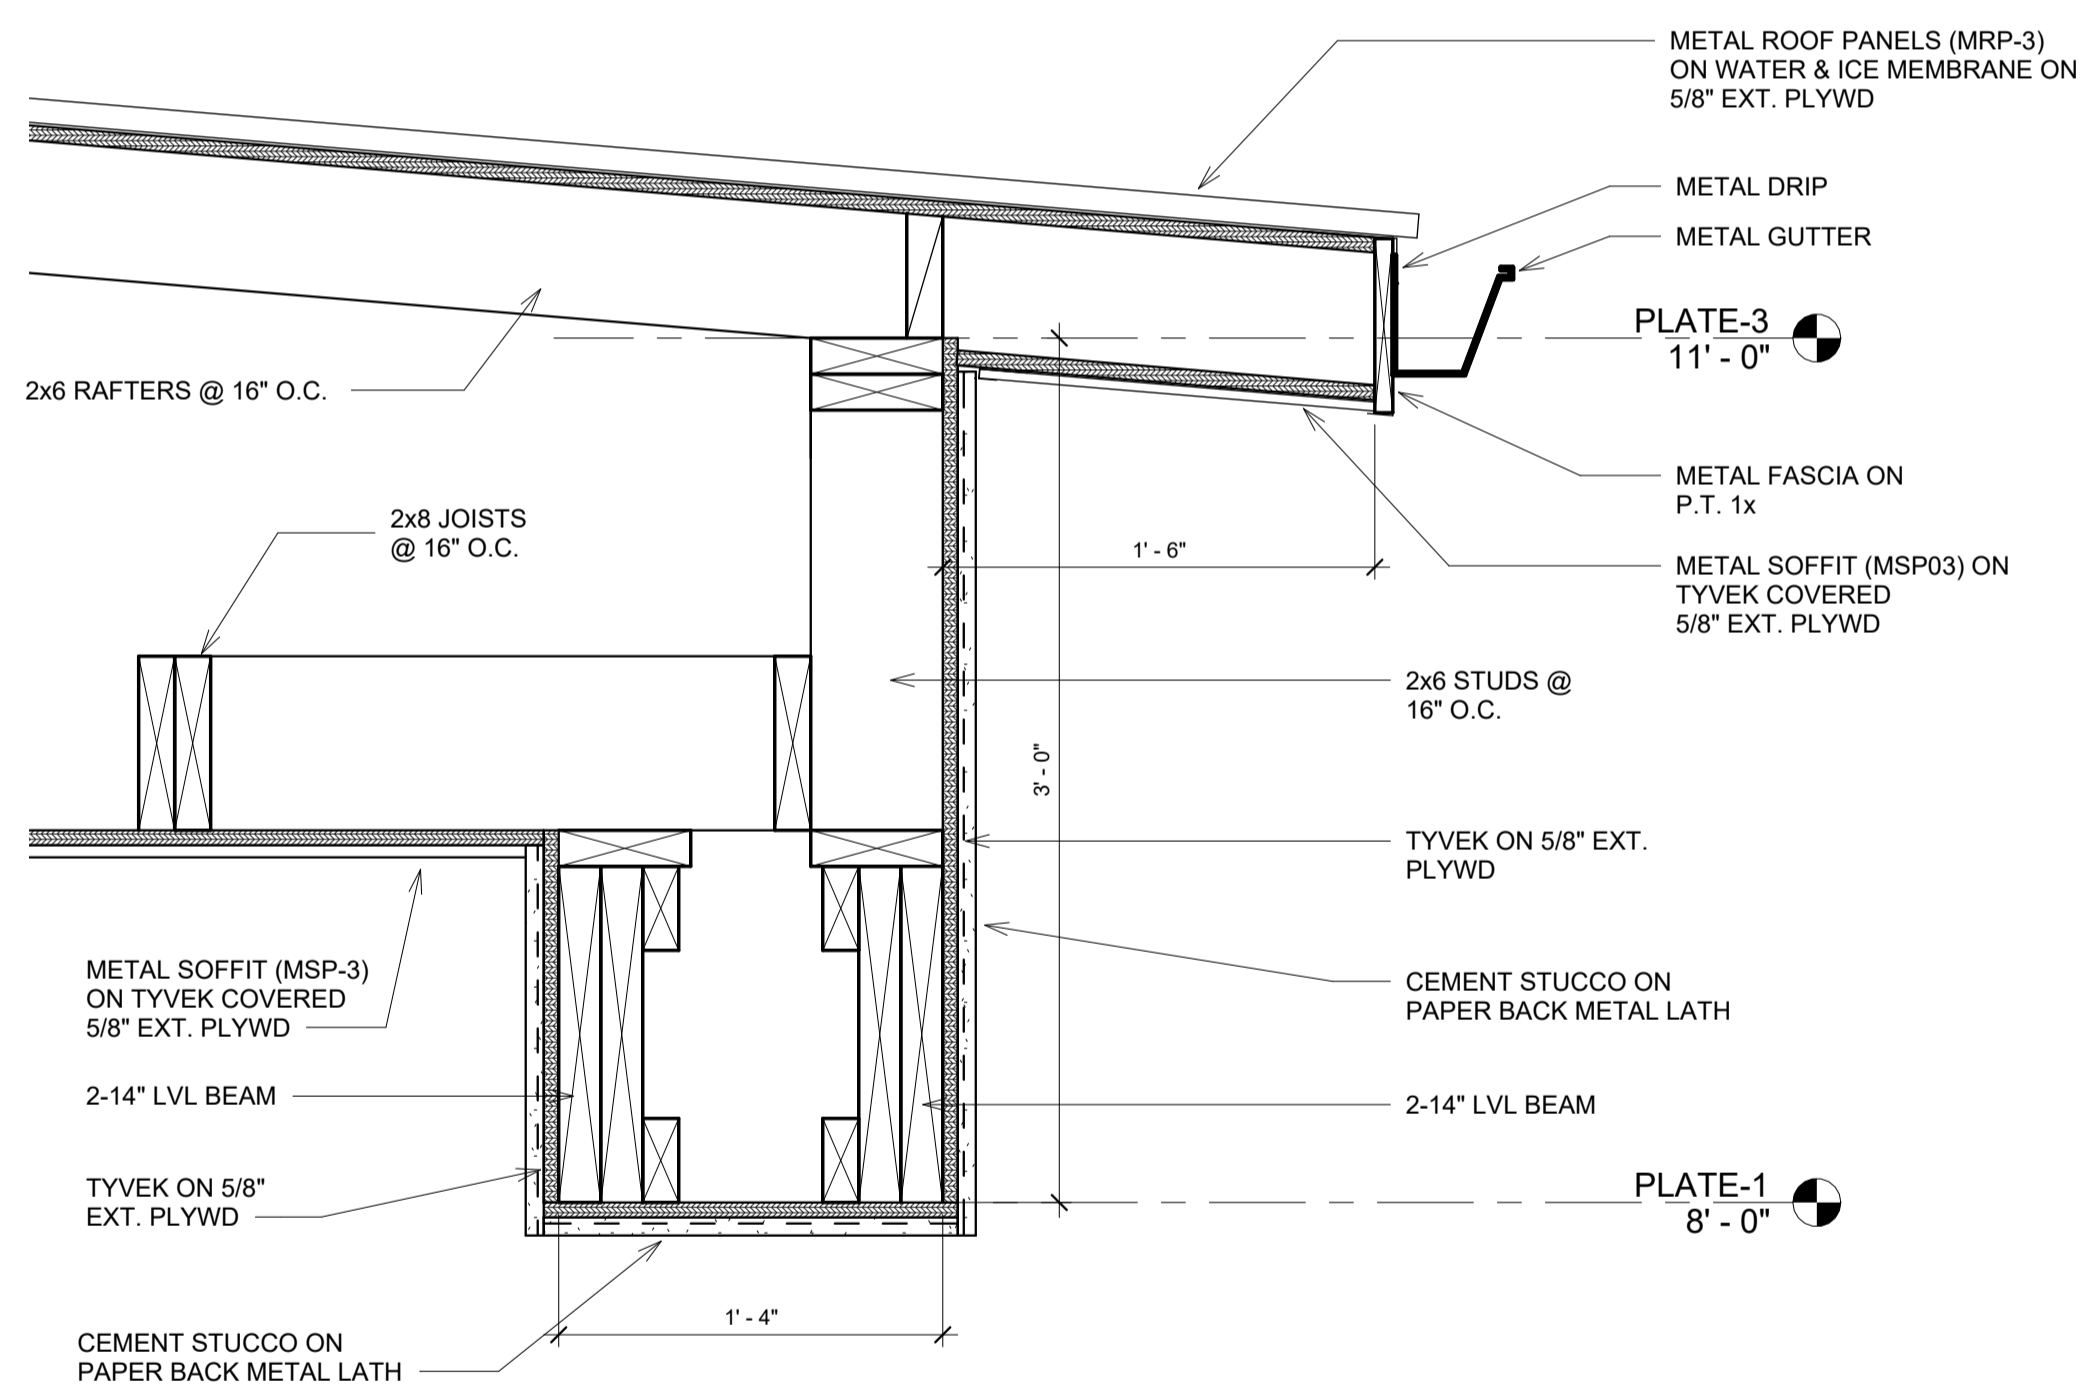 METAL ROOF PANELS (MRP-3)
ON WATER & ICE MEMBRANE ON
5/8" EXT. PLYWD
METAL DRIP
METAL GUTTER
PLATE-3
11' - 0"
2x6 RAFTERS @ 16" O.C.
METAL FASCIA ON
P.T. 1x
2x8 JOISTS
@ 16" O.C.
1' - 6"
METAL SOFFIT (MSP03) ON
TYVEK COVERED
5/8" EXT. PLYWD
2x6 STUDS @
16" O.C.
3' - 0"
TYVEK ON 5/8" EXT.
PLYWD
METAL SOFFIT (MSP-3)
ON TYVEK COVERED
5/8" EXT. PLYWD
CEMENT STUCCO ON
PAPER BACK METAL LATH
2-14" LVL BEAM
2-14" LVL BEAM
TYVEK ON 5/8"
EXT. PLYWD
PLATE-1
8' - 0"
1' - 4"
CEMENT STUCCO ON
PAPER BACK METAL LATH